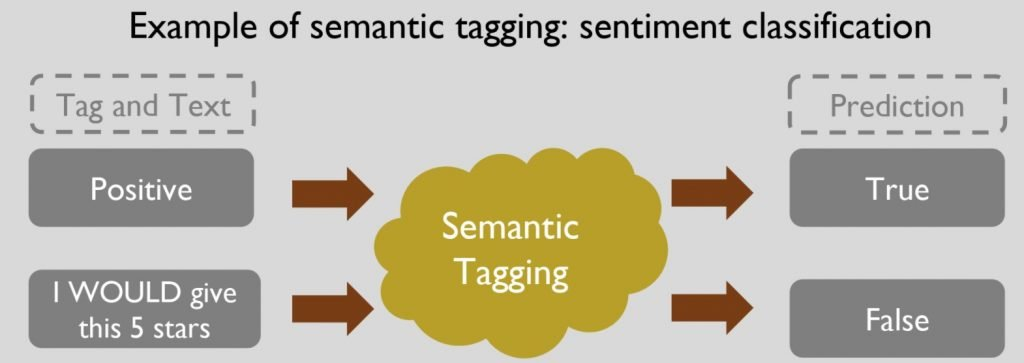 Example of semantic tagging: sentiment classification
Tag and Text
Prediction
Positive
True
Semantic
Tagging
I WOULD give
this 5 stars
False